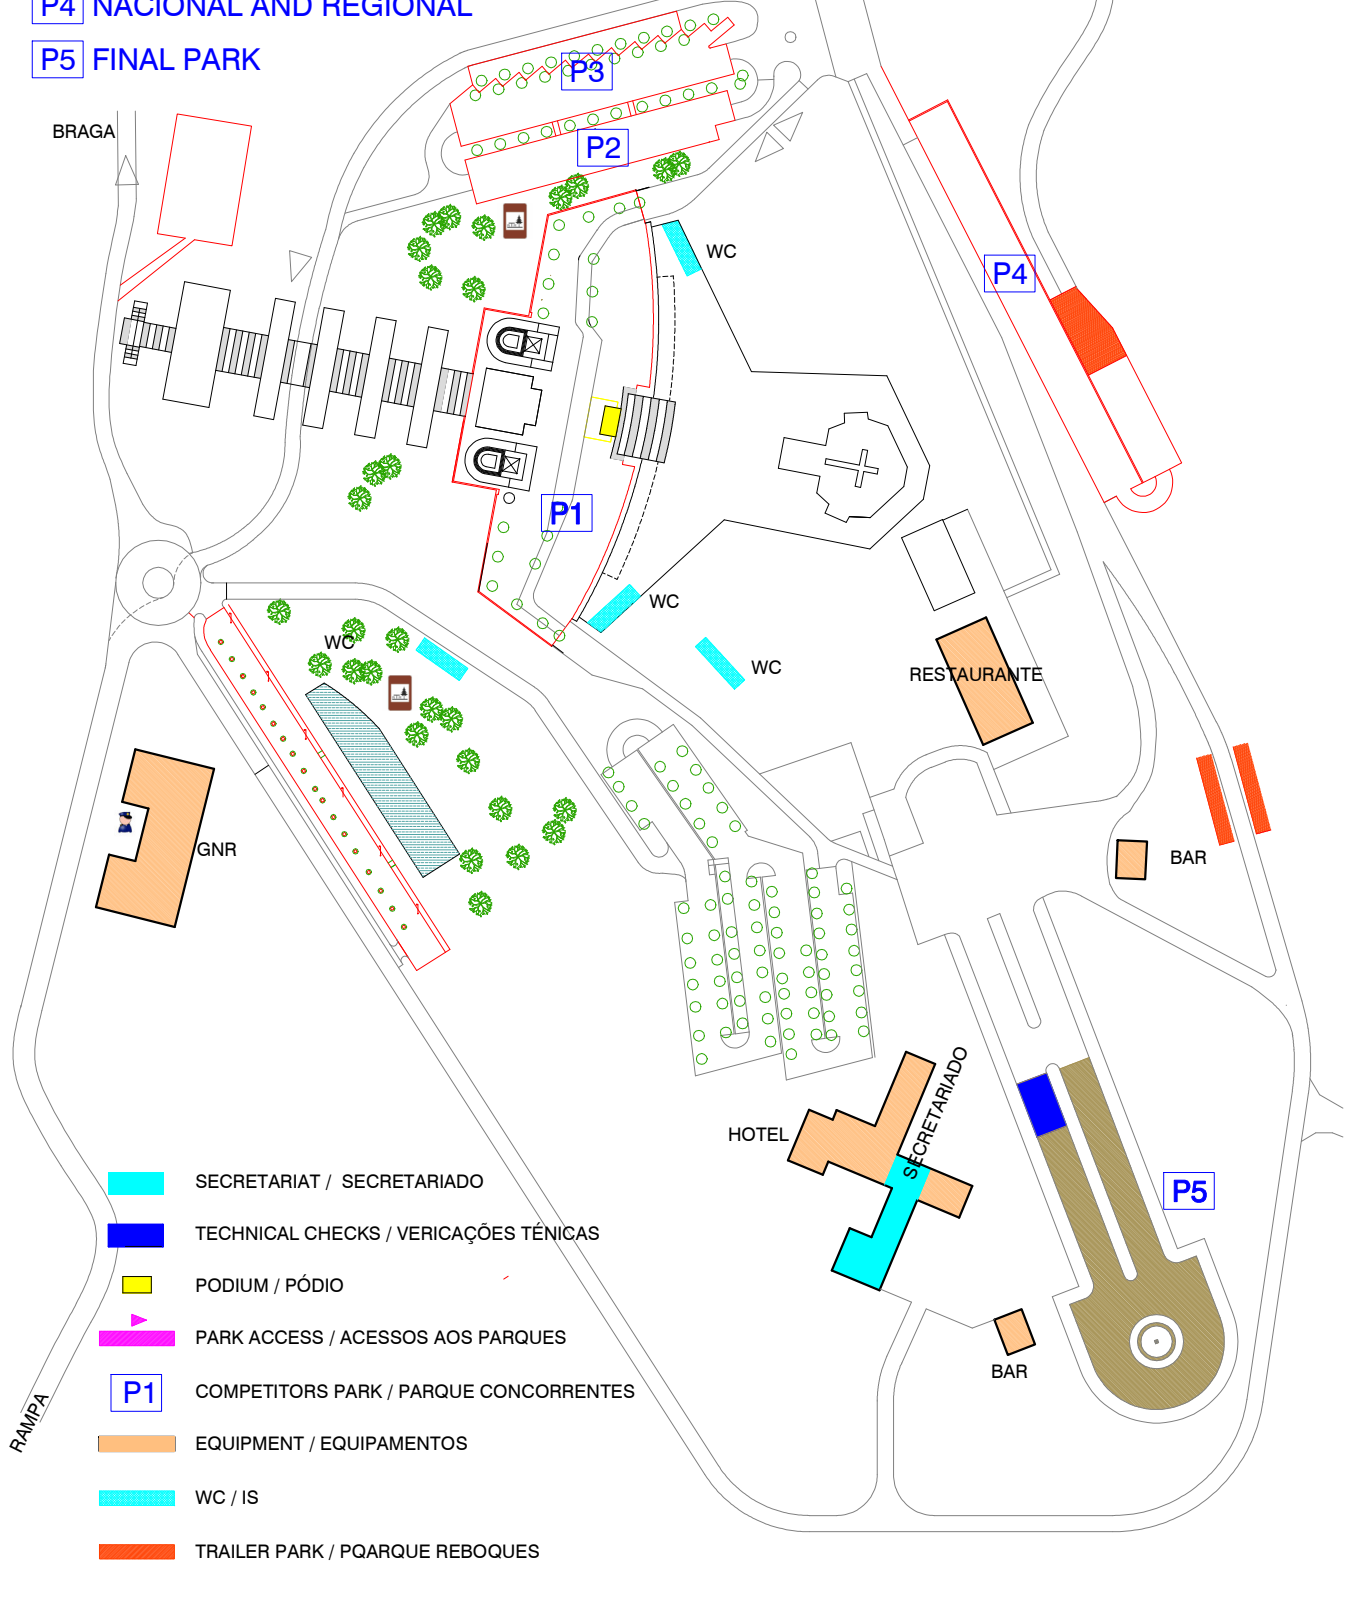 P4 NACIONAL AND REGIONAL
P5 FINAL PARK
P3
BRAGA
P2
WC
P4
P1
WC
WC
WC
RESTAURANTE
GNR
BAR
SECRETARIADO
HOTEL
P5
SECRETARIAT / SECRETARIADO
TECHNICAL CHECKS / VERICAÇÕES TÉNICAS
PODIUM / PÓDIO
PARK ACCESS / ACESSOS AOS PARQUES
BAR
P1 COMPETITORS PARK / PARQUE CONCORRENTES
RAMPA
EQUIPMENT / EQUIPAMENTOS
WC / IS
TRAILER PARK / PQARQUE REBOQUES